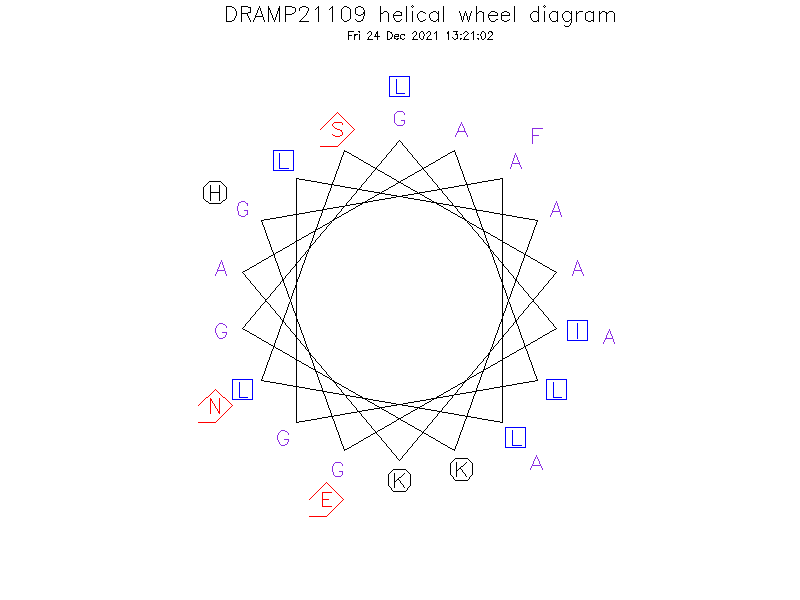 DRAMP21109 helical wheel diagram
Fri 24 Dec 2021 13:21:02
L
G
S
A
F
L
A
H
G
A
A
A
G
I
A
N
L
L
G
L
A
G
K
K
E